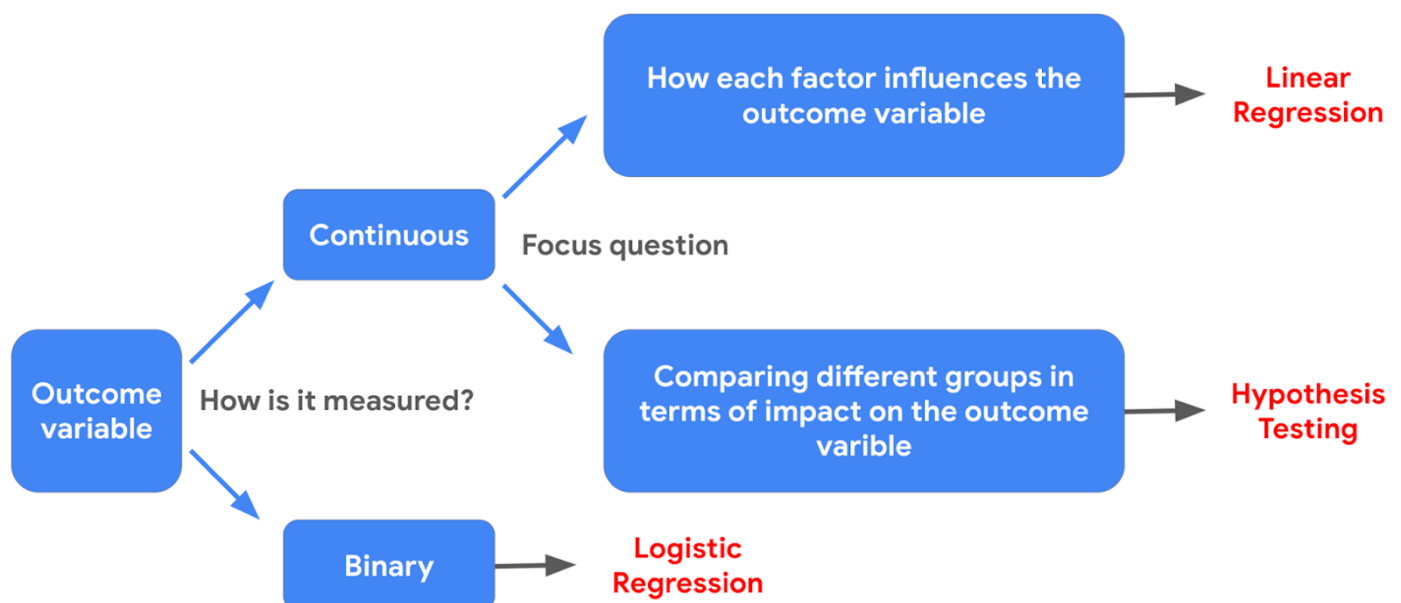 How each factor influences the
outcome variable
Linear
Regression
Continuous
Focus question
Outcome
variable
How is it measured?
Comparing different groups in
terms of impact on the outcome
varible
Hypothesis
Testing
Binary
Logistic
Regression